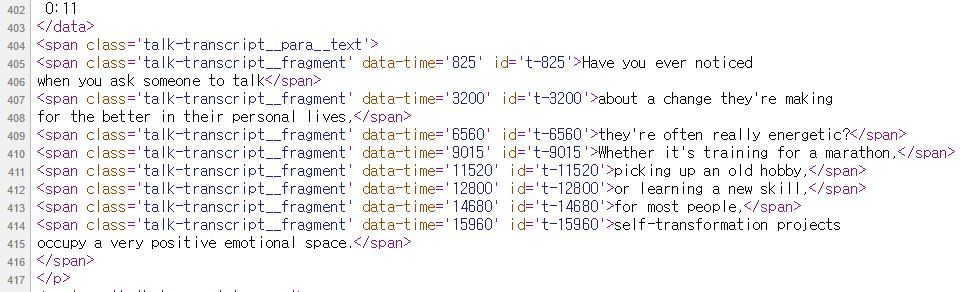 402 0:11
403 </data>
404 <span class='talk-transcript__para__text'>
405 <span class='talk-transcript__fragment' data-time='825' id='t-825'>Have you ever noticed
406 when you ask someone to talk</span>
407 <span class='talk-transcript__fragment' data-time='3200' id='t-3200'>about a change they're making
408 for the better in their personal lives,</span>
409 <span class='talk-transcript__fragment' data-time='6560' id='t-6560'>they're often really energetic?</span>
410 <span class='talk-transcript__fragment' data-time='9015' id='t-9015'>Whether it's training for a marathon,</span>
411 <span class='talk-transcript__fragment' data-time='11520' id='t-11520'>picking up an old hobby,</span>
412 <span class='talk-transcript__fragment' data-time='12800' id='t-12800'>or learning a new skill,</span>
413 <span class='talk-transcript__fragment' data-time='14680' id='t-14680'>for most people,</span>
414 <span class='talk-transcript__fragment' data-time='15960' id='t-15960'>self-transformation projects
415 occupy a very positive emotional space.</span>
416 </span>
417 </p>